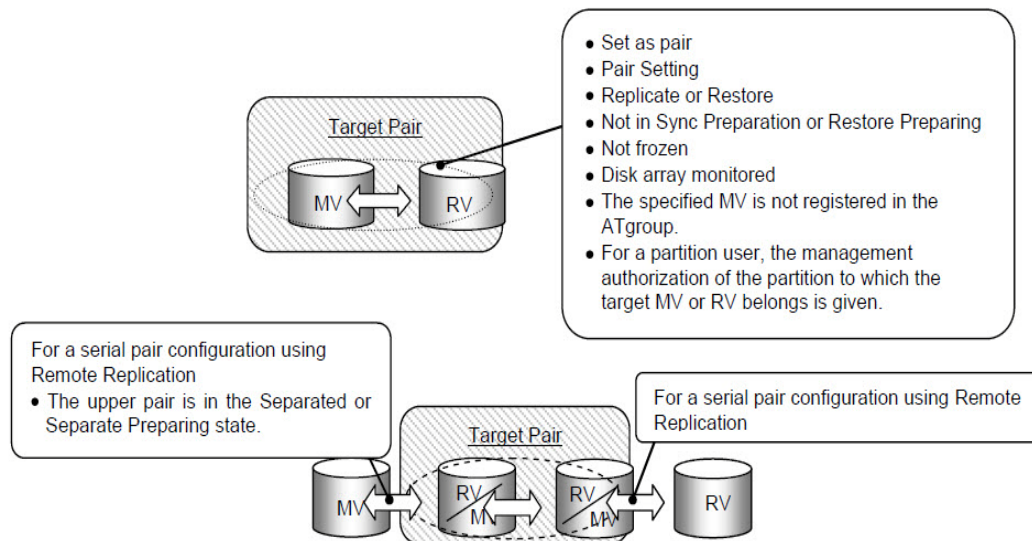 • Set as pair
• Pair Setting
• Replicate or Restore
• Not in Sync Preparation or Restore Preparing
• Not frozen
• Disk array monitored
• The specified MV is not registered in the
ATgroup.
• For a partition user, the management
authorization of the partition to which the
target MV or RV belongs is given.
Target Pair
MV
RV
For a serial pair configuration using
Remote Replication
• The upper pair is in the Separated or
Separate Preparing state.
For a serial pair configuration using Remote
Replication
Target Pair
MV
RV
MV
RV
MV
RV